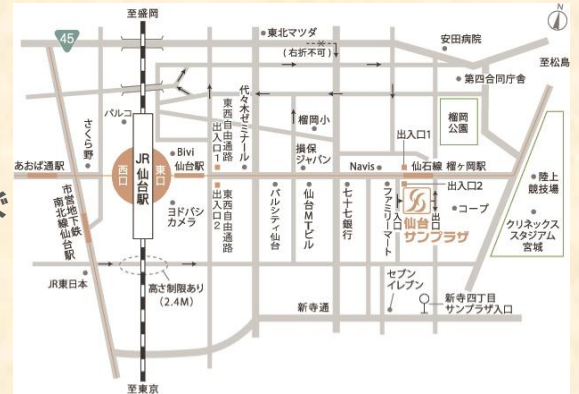 至盛岡
N
45
東北マツダ
(右折不可)
安田病院
至松島
第四合同庁舎
パルコ
さくら野
代々木ゼミナール
東西自由通路
出入口1
榴岡小
榴岡
公園
Bivi
損保
ジャパン
出入口1
あおば通駅
西口
JR
仙台駅
東口
仙台駅
Navis
仙石線 榴ヶ岡駅
陸上
競技場
市営地下鉄
南北線仙台駅
ヨドバシ
カメラ
東西自由通路
出入口2
パルシティ仙台
仙台MTビル
七十七銀行
ファミリーマート
入口
出口
出入口2
コープ
仙台
サンプラザ
クリネックス
スタジアム
宮城
JR東日本
高さ制限あり
(2.4M)
セブン
イレブン
新寺通
新寺四丁目
サンプラザ入口
至東京